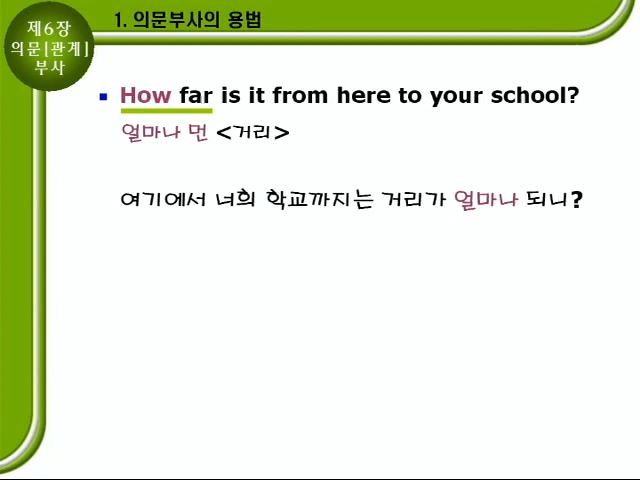 제6장
의문[관계]
부사
1. 의문부사의 용법
How far is it from here to your school?
얼마나 먼 <거리>
여기에서 너희 학교까지는 거리가 얼마나 되니?